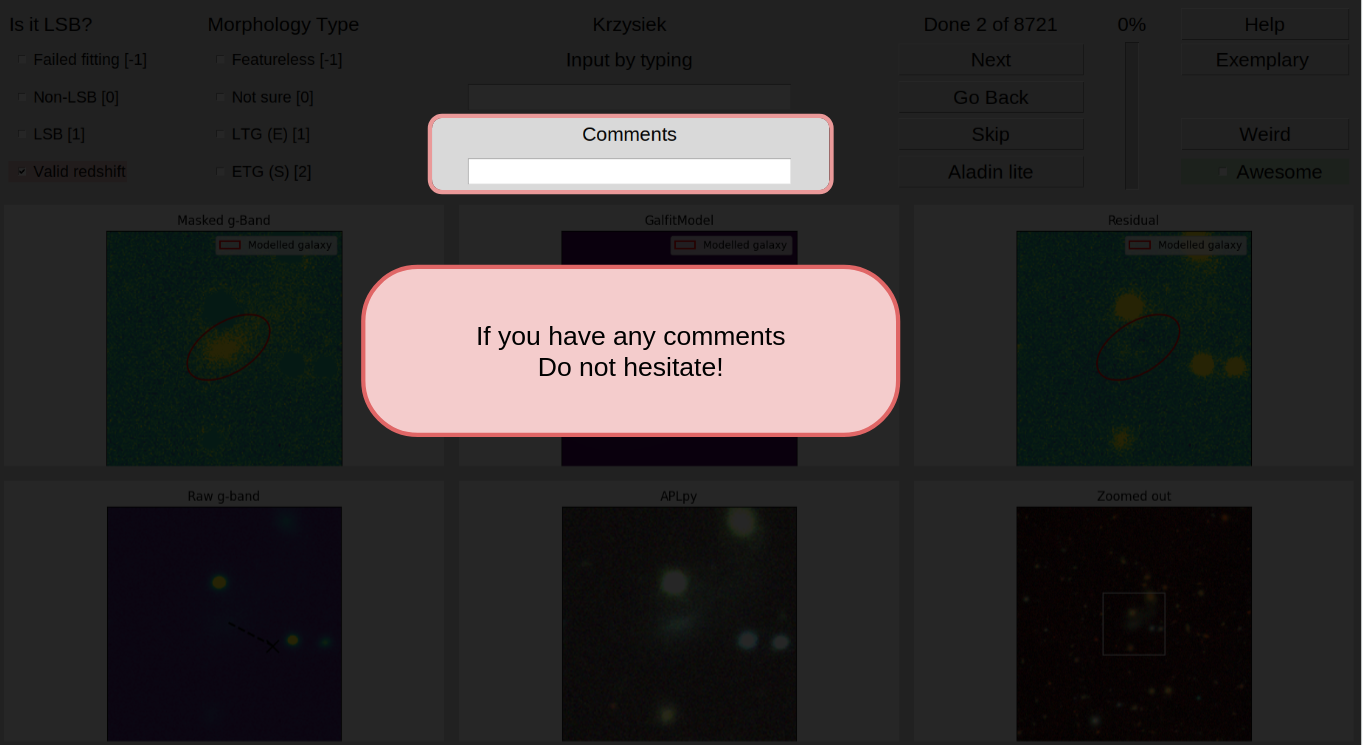 Is it LSB?
Morphology Type
Krzysiek
Done 2 of 8721
0%
Help
Failed fitting [-1]
Featureless [-1]
Input by typing
Next
Exemplary
Non-LSB [0]
Not sure [0]
Go Back
LSB [1]
LTG (E) [1]
Comments
Skip
Weird
Valid redshift
ETG (S) [2]
Aladin lite
Awesome
Masked g-Band
GalfitModel
Residual
Modelled galaxy
Modelled galaxy
Modelled galaxy
If you have any comments
Do not hesitate!
Raw g-band
APLpy
Zoomed out